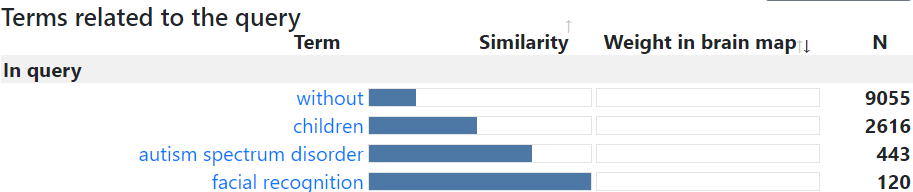 Terms related to the query
Term Similarity Weight in brain map N
In query
without 9055
children 2616
autism spectrum disorder 443
facial recognition 120